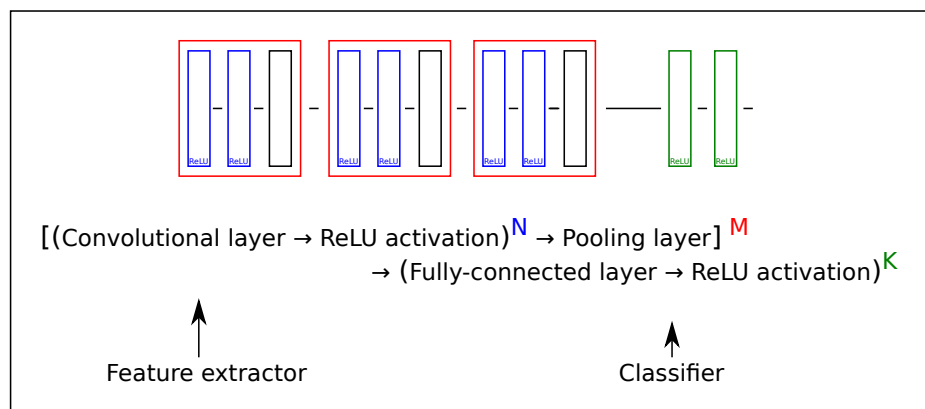 ReLU ReLU ReLU ReLU ReLU ReLU ReLU ReLU
[(Convolutional layer → ReLU activation)N → Pooling layer] M
→ (Fully-connected layer → ReLU activation)K
Feature extractor Classifier